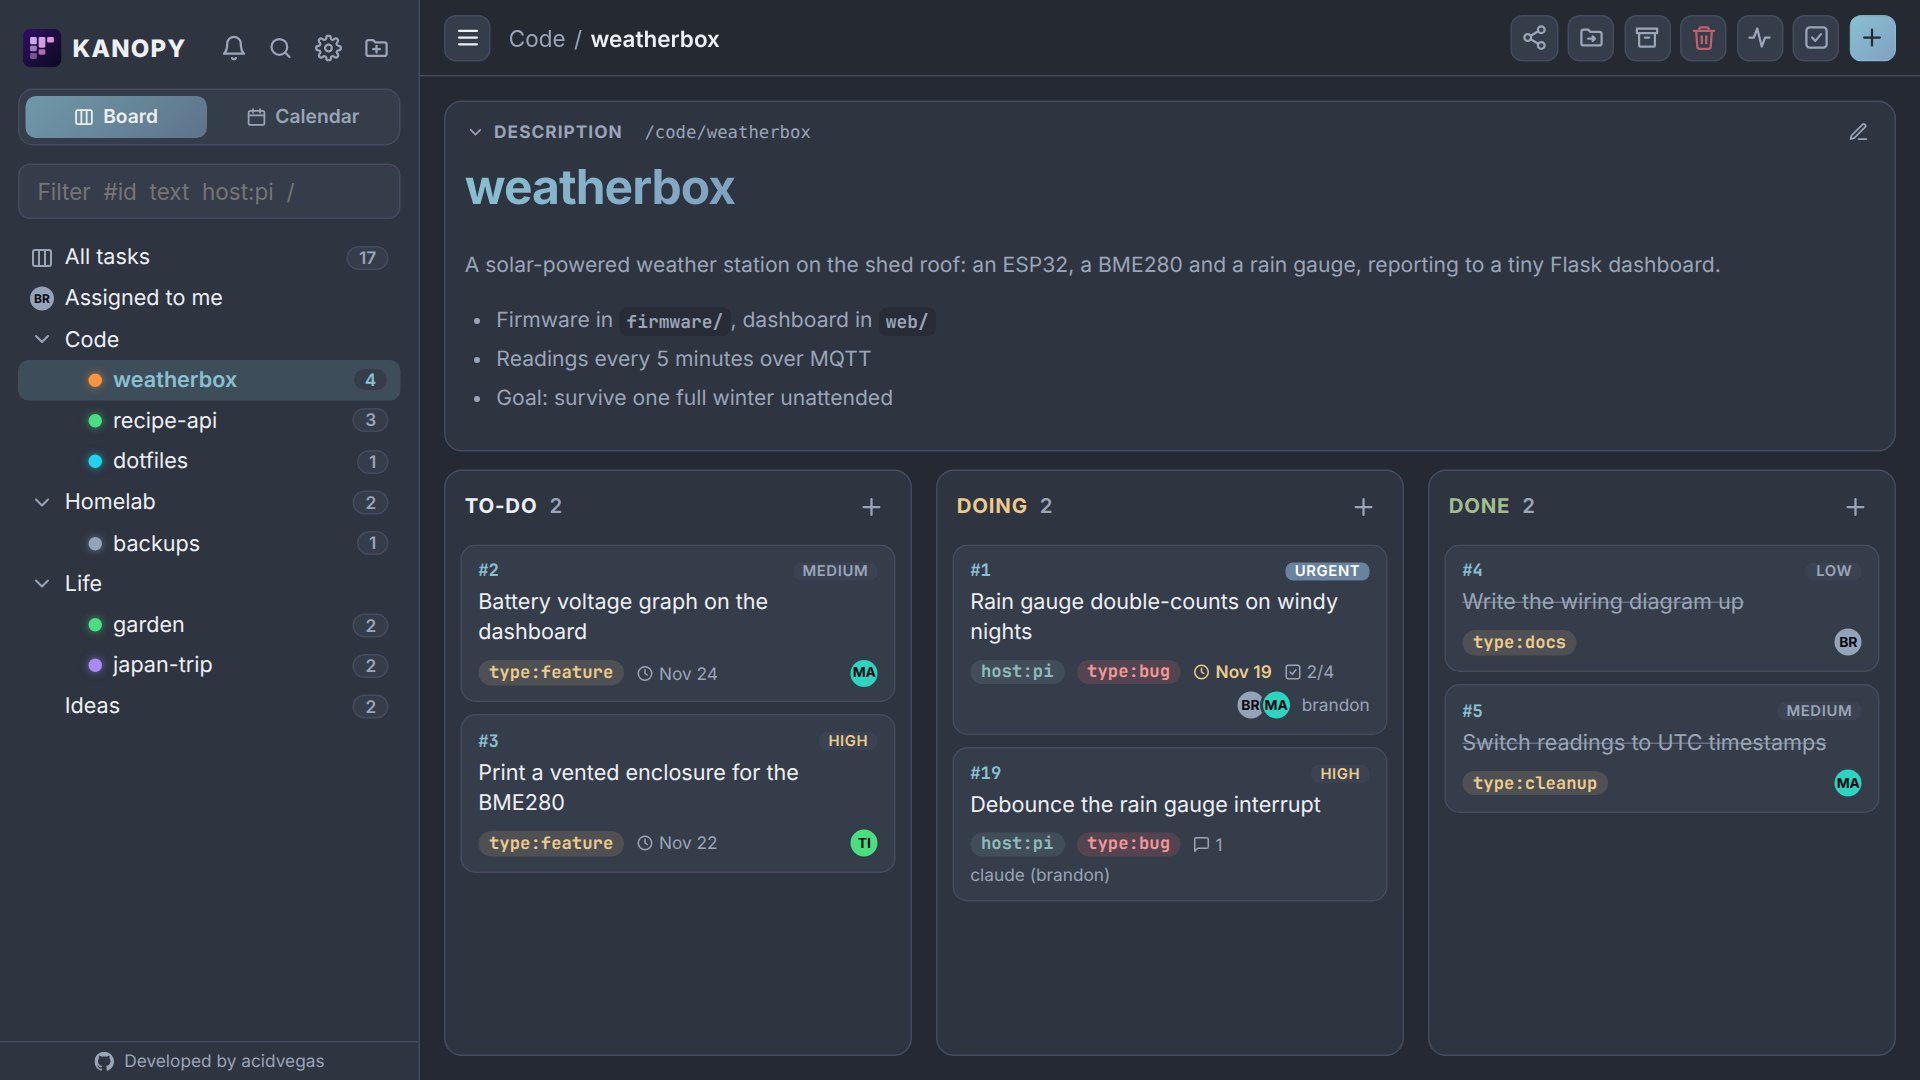 KANOPY
Board
Calendar
Filter #id text host:pi /
All tasks 17
BR Assigned to me
Code
weatherbox 4
recipe-api 3
dotfiles 1
Homelab 2
backups 1
Life
garden 2
japan-trip 2
Ideas 2
Developed by acidvegas
Code / weatherbox
DESCRIPTION /code/weatherbox
weatherbox
A solar-powered weather station on the shed roof: an ESP32, a BME280 and a rain gauge, reporting to a tiny Flask dashboard.
• Firmware in firmware/, dashboard in web/
• Readings every 5 minutes over MQTT
• Goal: survive one full winter unattended
TO-DO 2
#2 MEDIUM
Battery voltage graph on the
dashboard
type:feature Nov 24 MA
#3 HIGH
Print a vented enclosure for the
BME280
type:feature Nov 22 TI
DOING 2
#1 URGENT
Rain gauge double-counts on windy
nights
host:pi type:bug Nov 19 2/4
BR MA brandon
#19 HIGH
Debounce the rain gauge interrupt
host:pi type:bug 1
claude (brandon)
DONE 2
#4 LOW
Write the wiring diagram up
type:docs BR
#5 MEDIUM
Switch readings to UTC timestamps
type:cleanup MA